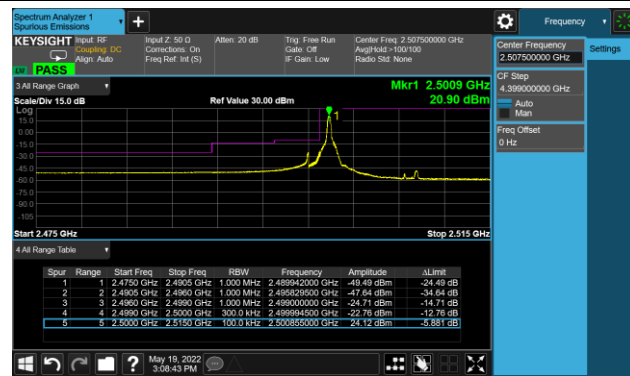 Spectrum Analyzer 1
Spurious Emissions
Frequency
KEYSIGHT Input: RF Input Z: 50 Ω Atten: 20 dB Trig: Free Run Center Freq: 2.507500000 GHz
Coupling: DC Corrections: On Gate: Off Avg|Hold:>100/100
Align: Auto Freq Ref: Int (S) IF Gain: Low Radio Std: None
LW PASS
Center Frequency
2.507500000 GHz
Settings
CF Step
4.399000000 GHz
Auto
Man
Freq Offset
0 Hz
3 All Range Graph
Mkr1 2.5009 GHz
Scale/Div 15.0 dB Ref Value 30.00 dBm 20.90 dBm
Log
15.0
0.00
-15.0
-30.0
-45.0
-60.0
-75.0
-90.0
-105
1
Start 2.475 GHz Stop 2.515 GHz
4 All Range Table
Spur Range Start Freq Stop Freq RBW Frequency Amplitude ΔLimit
1 1 2.4750 GHz 2.4905 GHz 1.000 MHz 2.489942000 GHz -49.49 dBm -24.49 dB
2 2 2.4905 GHz 2.4960 GHz 1.000 MHz 2.495829500 GHz -47.64 dBm -34.64 dB
3 3 2.4960 GHz 2.4990 GHz 1.000 MHz 2.499000000 GHz -24.71 dBm -14.71 dB
4 4 2.4990 GHz 2.5000 GHz 300.0 kHz 2.499994500 GHz -22.76 dBm -12.76 dB
5 5 2.5000 GHz 2.5150 GHz 100.0 kHz 2.500855000 GHz 24.12 dBm -5.881 dB
May 19, 2022
3:08:43 PM